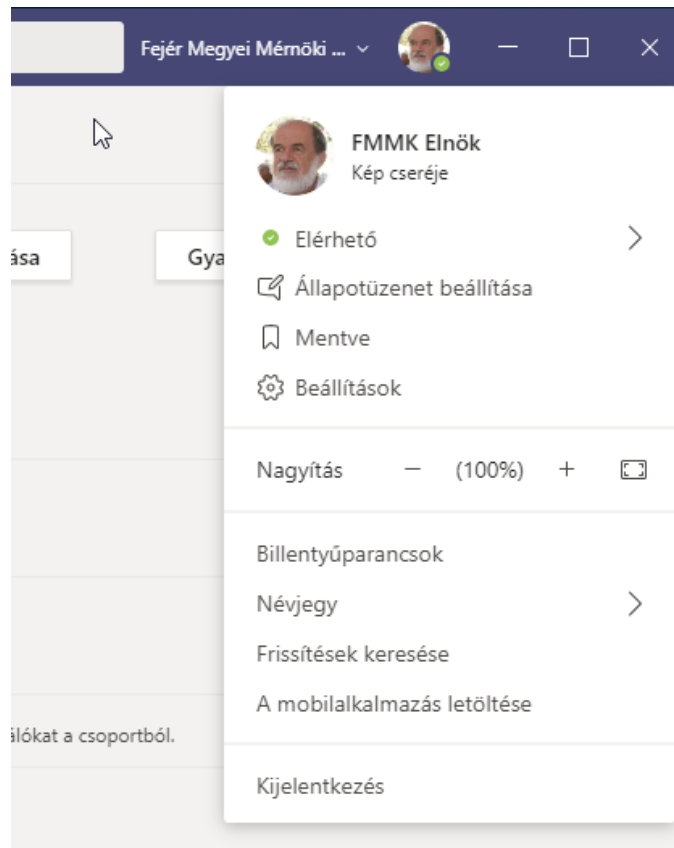 Fejér Megyei Mérnöki ...
FMMK Elnök
Kép cseréje
Elérhető
ása
Gya
Állapotüzenet beállítása
Mentve
Beállítások
Nagyítás — (100%) +
Billentyűparancsok
Névjegy
Frissítések keresése
A mobilalkalmazás letöltése
álókat a csoportból.
Kijelentkezés